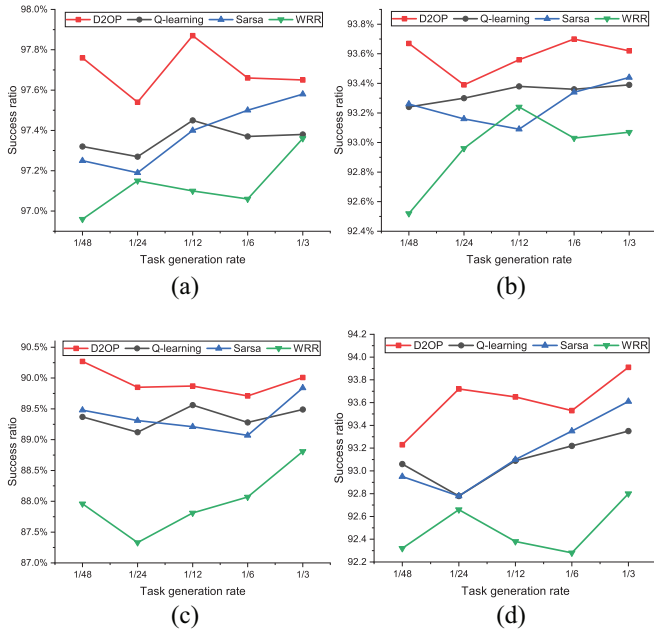 D2OP Q-learning Sarsa WRR
98.0%
97.8%
97.6%
97.4%
97.2%
97.0%
Success ratio
1/48 1/24 1/12 1/6 1/3
Task generation rate
(a)
D2OP Q-learning Sarsa WRR
93.8%
93.4%
93.0%
92.8%
92.6%
92.4%
Success ratio
1/48 1/24 1/12 1/6 1/3
Task generation rate
(b)
D2OP Q-learning Sarsa WRR
90.5%
90.0%
89.5%
89.0%
88.5%
88.0%
87.5%
87.0%
Success ratio
1/48 1/24 1/12 1/6 1/3
Task generation rate
(c)
94.2
D2OP Q-learning Sarsa WRR
94.0
93.8
93.6
93.4
93.2
93.0
92.8
92.6
92.4
92.2
Success ratio
1/48 1/24 1/12 1/6 1/3
Task generation rate
(d)